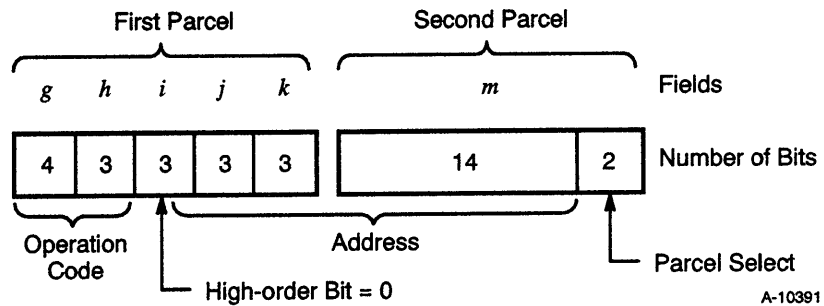 First Parcel Second Parcel
g h i j k m Fields
4 3 3 3 3 14 2 Number of Bits
Operation Code
Address
Parcel Select
High-order Bit = 0
A-10391